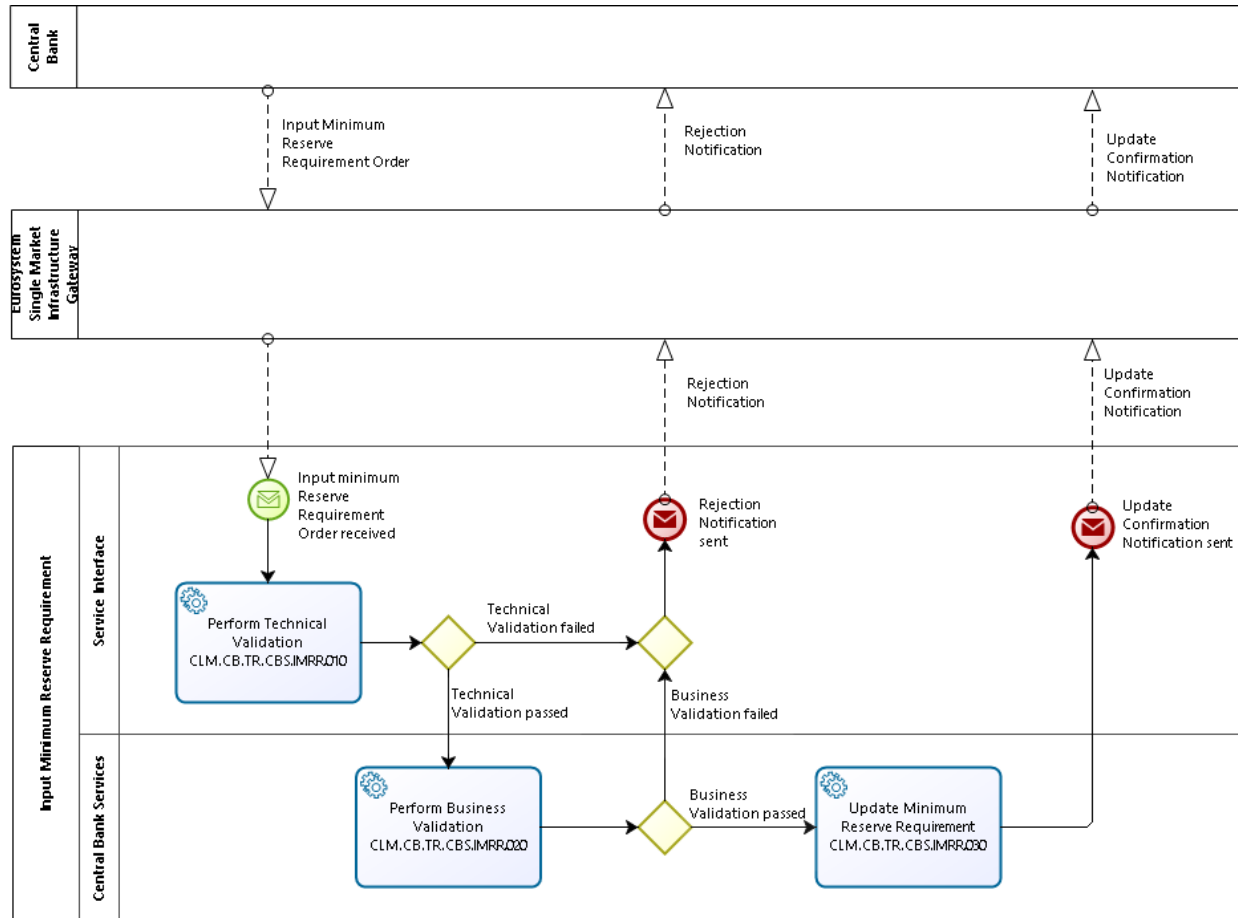 Central
Bank
Input Minimum
Reserve
Requirement Order
Rejection
Notification
Update
Confirmation
Notification
Eurosystem
Single Market
Infrastructure
Gateway
Rejection
Notification
Update
Confirmation
Notification
Input Minimum Reserve Requirement
Service Interface
Input minimum
Reserve
Requirement
Order received
Rejection
Notification
sent
Update
Confirmation
Notification sent
Perform Technical
Validation
CLM.CB.TR.CBS.IMRR.010
Technical
Validation failed
Technical
Validation passed
Business
Validation failed
Central Bank Services
Perform Business
Validation
CLM.CB.TR.CBS.IMRR.020
Business
Validation passed
Update Minimum
Reserve Requirement
CLM.CB.TR.CBS.IMRR.030